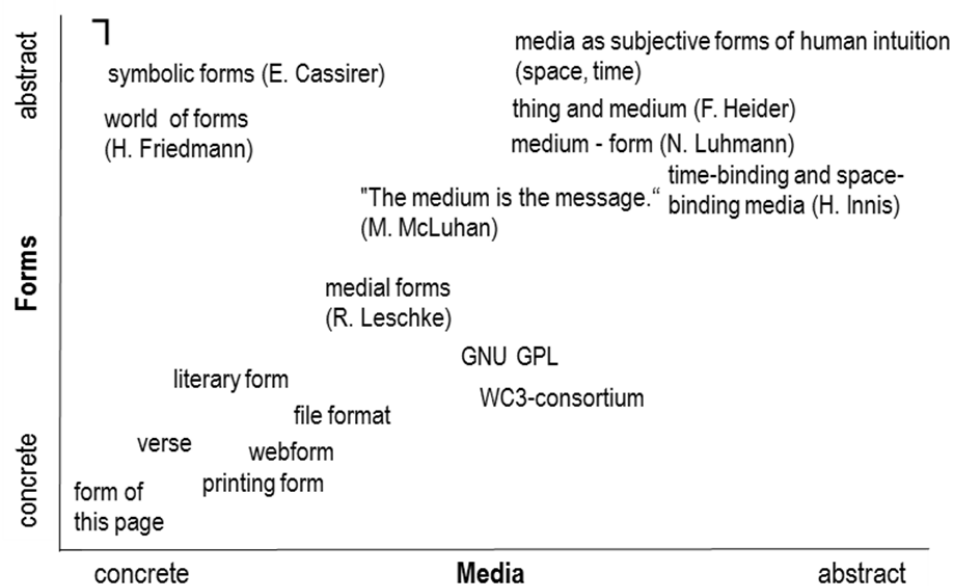 abstract
Forms
concrete
symbolic forms (E. Cassirer)
world of forms
(H. Friedmann)
media as subjective forms of human intuition
(space, time)
thing and medium (F. Heider)
medium - form (N. Luhmann)
time-binding and space-
binding media (H. Innis)
"The medium is the message.“
(M. McLuhan)
medial forms
(R. Leschke)
GNU GPL
WC3-consortium
literary form
file format
verse
webform
printing form
form of
this page
concrete
Media
abstract